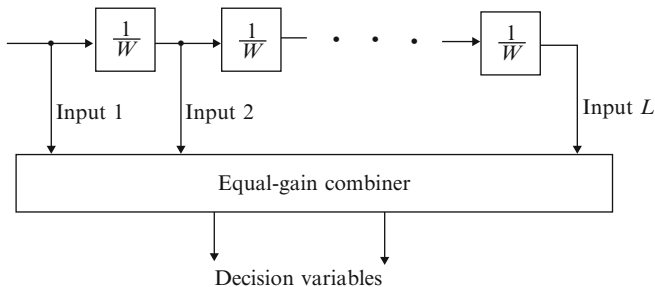 1/W 1/W . . . 1/W
Input 1 Input 2 Input L
Equal-gain combiner
Decision variables